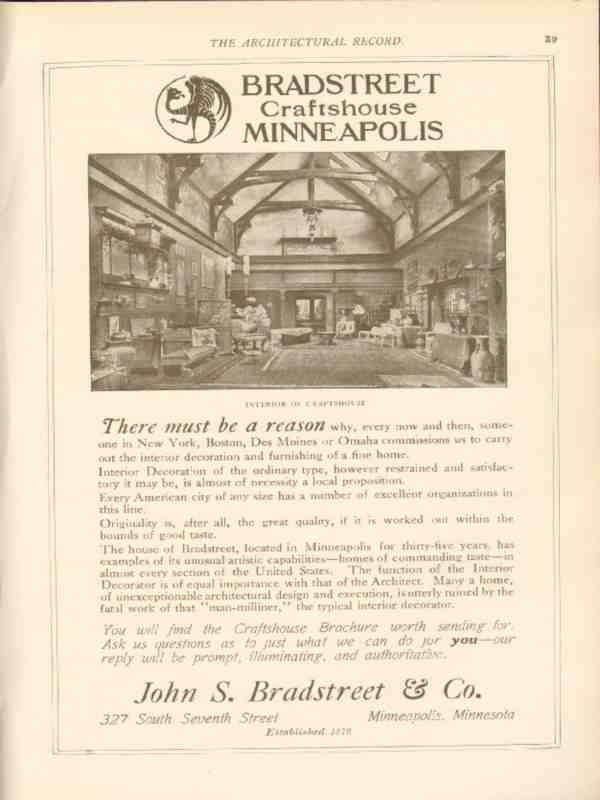 THE ARCHITECTURAL RECORD.
29
BRADSTREET
Craftshouse
MINNEAPOLIS
INTERIOR OF CRAFTSHOUSE
There must be a reason why, every now and then, some-
one in New York, Boston, Des Moines or Omaha commissions us to carry
out the interior decoration and furnishing of a fine home.
Interior Decoration of the ordinary type, however restrained and satisfac-
tory it may be, is almost of necessity a local proposition.
Every American city of any size has a number of excellent organizations in
this line.
Originality is, after all, the great quality, if it is worked out within the
bounds of good taste.
The house of Bradstreet, located in Minneapolis for thirty-five years, has
examples of its unusual artistic capabilities—homes of commanding taste—in
almost every section of the United States. The function of the Interior
Decorator is of equal importance with that of the Architect. Many a home,
of unexceptionable architectural design and execution, is utterly ruined by the
fatal work of that "man-milliner," the typical interior decorator.
You will find the Craftshouse Brochure worth sending for.
Ask us questions as to just what we can do for you—our
reply will be prompt, illuminating, and authoritative.
John S. Bradstreet & Co.
327 South Seventh Street Minneapolis, Minnesota
Established